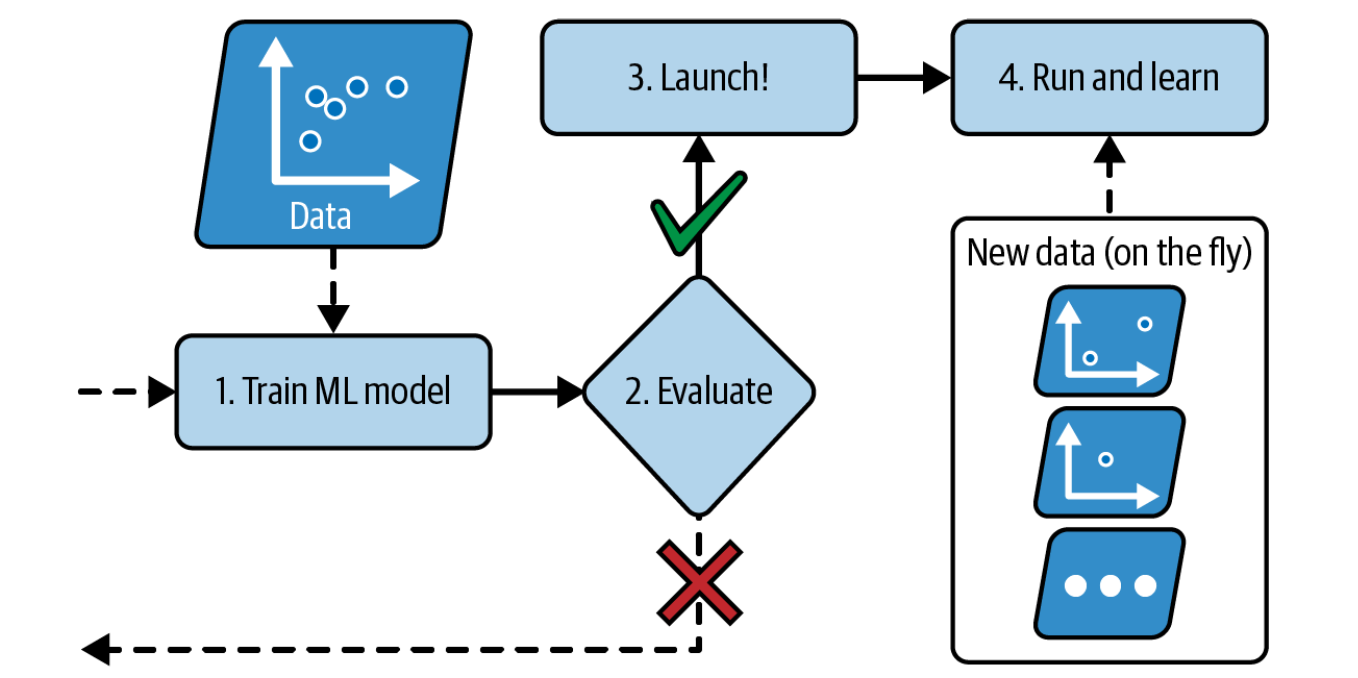 Data
1. Train ML model
2. Evaluate
3. Launch!
4. Run and learn
New data (on the fly)